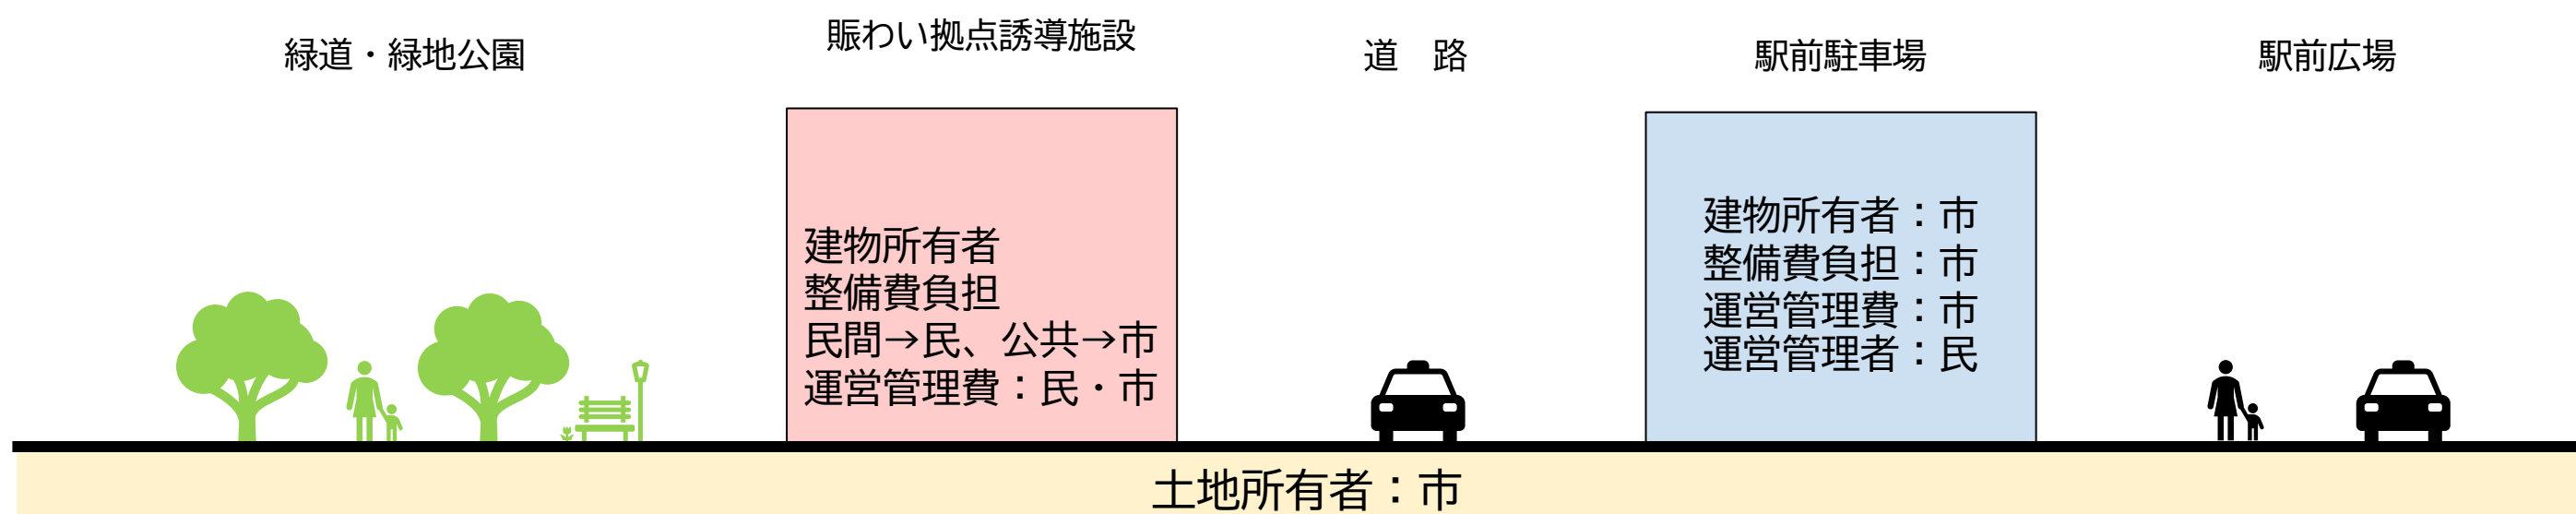 緑道・緑地公園
賑わい拠点誘導施設
道　路
駅前駐車場
駅前広場
建物所有者
整備費負担
民間→民、公共→市
運営管理費：民・市
建物所有者：市
整備費負担：市
運営管理費：市
運営管理者：民
土地所有者：市